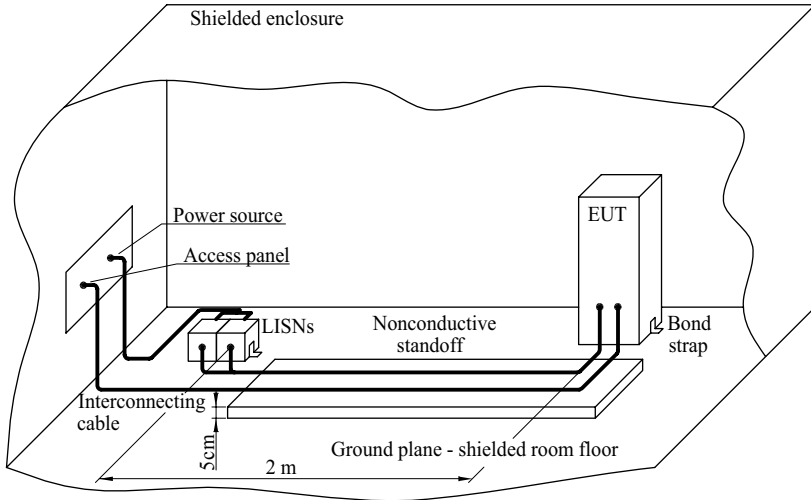 Shielded enclosure
Power source
EUT
Access panel
LISNs
Nonconductive
standoff
Bond
strap
Interconnecting
cable
5cm
Ground plane - shielded room floor
2 m